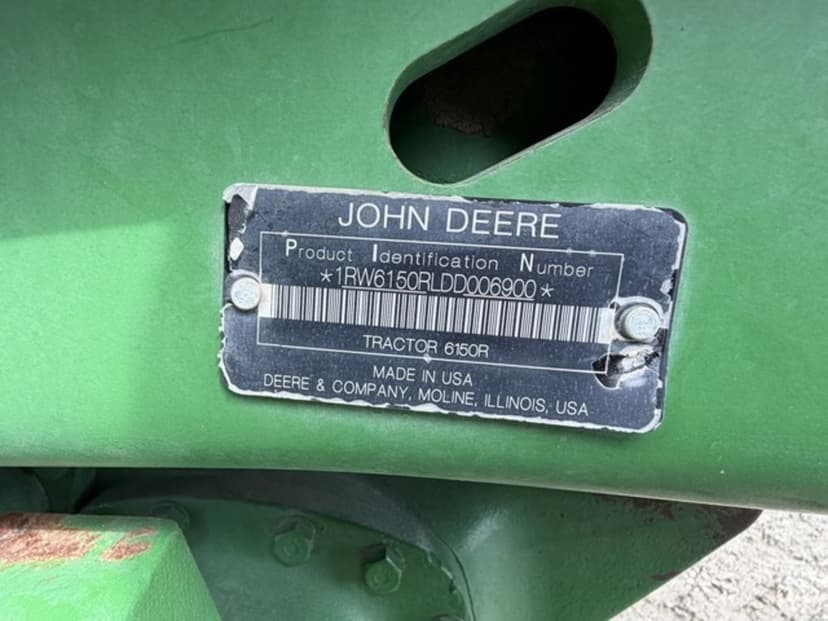 JOHN DEERE
Product Identification Number
*1RW6150RLDD006900*
TRACTOR 6150R
MADE IN USA
DEERE & COMPANY, MOLINE, ILLINOIS, USA